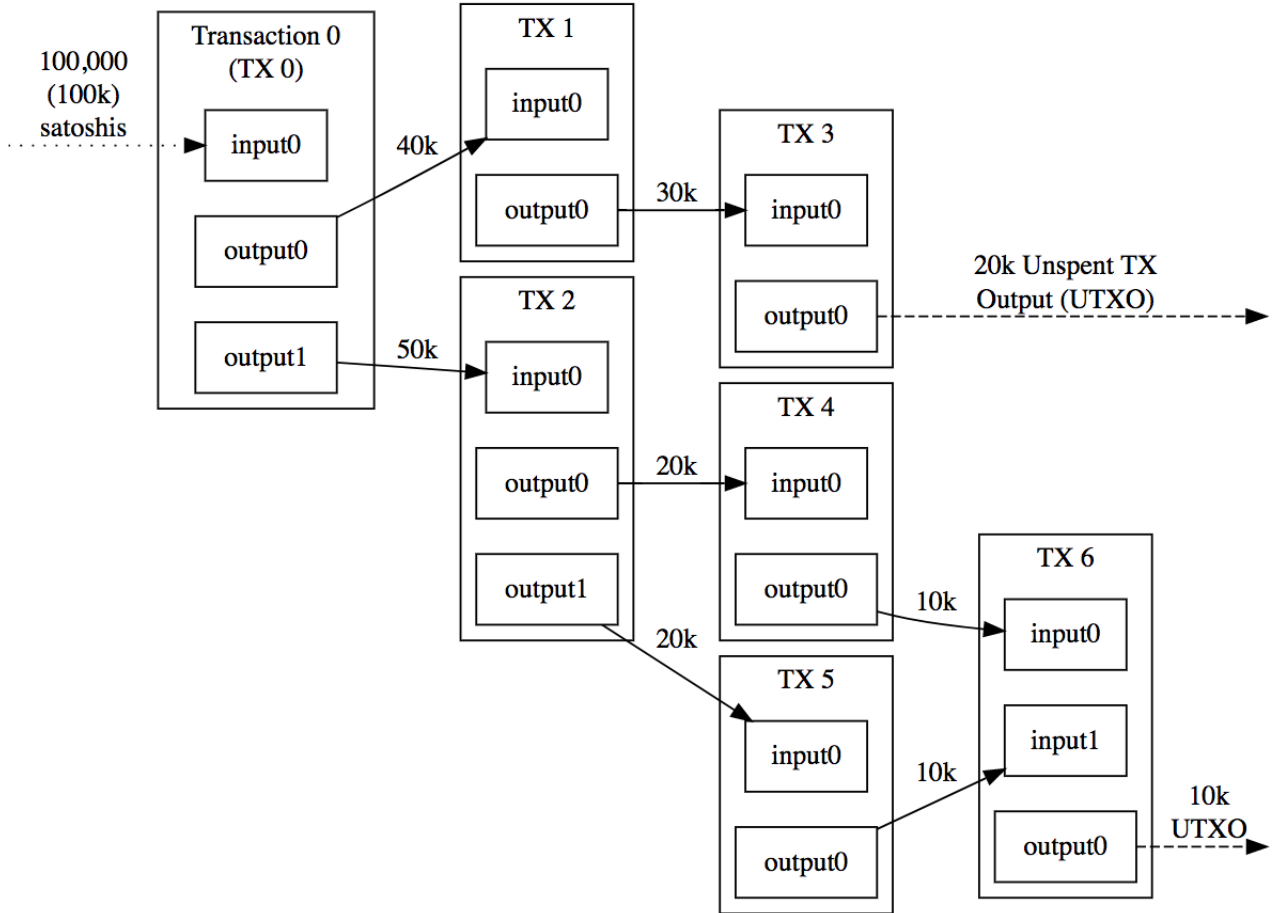 100,000
(100k)
satoshis
Transaction 0
(TX 0)
input0
output0
output1
40k
50k
TX 1
input0
output0
30k
TX 2
input0
output0
output1
20k
20k
TX 3
input0
output0
20k Unspent TX
Output (UTXO)
TX 4
input0
output0
10k
TX 5
input0
output0
10k
TX 6
input0
input1
output0
10k
UTXO